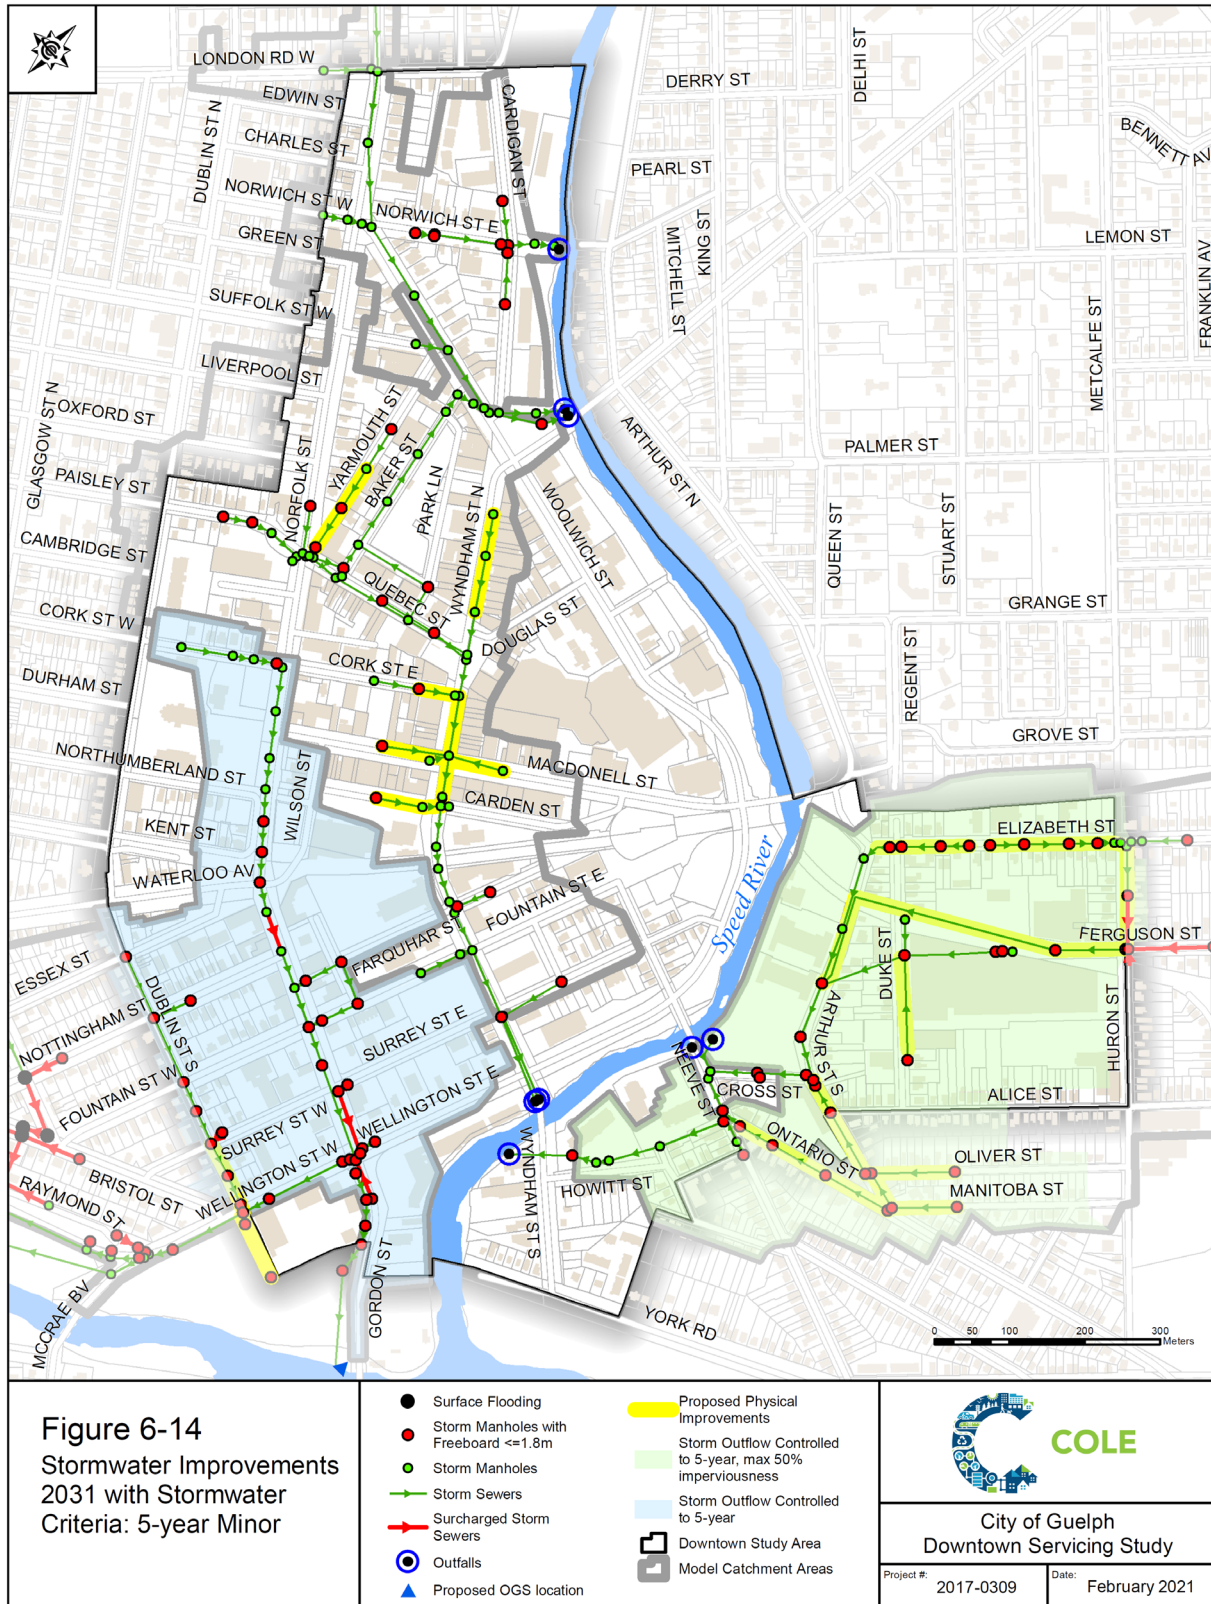 LONDON RD W
EDWIN ST
CHARLES ST
DUBLIN ST N
NORWICH ST W
NORWICH ST E
CARDIGAN ST
GREEN ST
SUFFOLK ST W
LIVERPOOL ST
OXFORD ST
GLASGOW ST N
PAISLEY ST
CAMBRIDGE ST
CORK ST W
DURHAM ST
NORTHUMBERLAND ST
KENT ST
WATERLOO AV
DERRY ST
DELHI ST
BENNETT AV
PEARL ST
KING ST
MITCHELL ST
LEMON ST
FRANKLIN AV
METCALFE ST
ARTHUR ST N
PALMER ST
STUART ST
QUEEN ST
GRANGE ST
REGENT ST
GROVE ST
YARMOUTH ST
BAKER ST
PARK LN
NORFOLK ST
WYNDHAM ST N
WOOLWICH ST
QUEBEC ST
DOUGLAS ST
CORK ST E
MACDONELL ST
CARDEN ST
WILSON ST
FOUNTAIN ST E
FARQUHAR ST
Speed River
ELIZABETH ST
FERGUSON ST
DUKE ST
ARTHUR ST S
HURON ST
ALICE ST
ESSEX ST
DUBLIN ST S
NOTTINGHAM ST
FOUNTAIN ST W
SURREY ST E
SURREY ST W
WELLINGTON ST E
WELLINGTON ST W
BRISTOL ST
RAYMOND ST
MCCRAE BV
GORDON ST
WYNDHAM ST S
HOWITT ST
NEEVE ST
CROSS ST
ONTARIO ST
OLIVER ST
MANITOBA ST
YORK RD
0 50 100 200 300
Meters
Figure 6-14
Stormwater Improvements
2031 with Stormwater
Criteria: 5-year Minor
Surface Flooding
Storm Manholes with
Freeboard <=1.8m
Storm Manholes
Storm Sewers
Surcharged Storm
Sewers
Outfalls
Proposed OGS location
Proposed Physical
Improvements
Storm Outflow Controlled
to 5-year, max 50%
imperviousness
Storm Outflow Controlled
to 5-year
Downtown Study Area
Model Catchment Areas
COLE
City of Guelph
Downtown Servicing Study
Project #:
2017-0309
Date:
February 2021